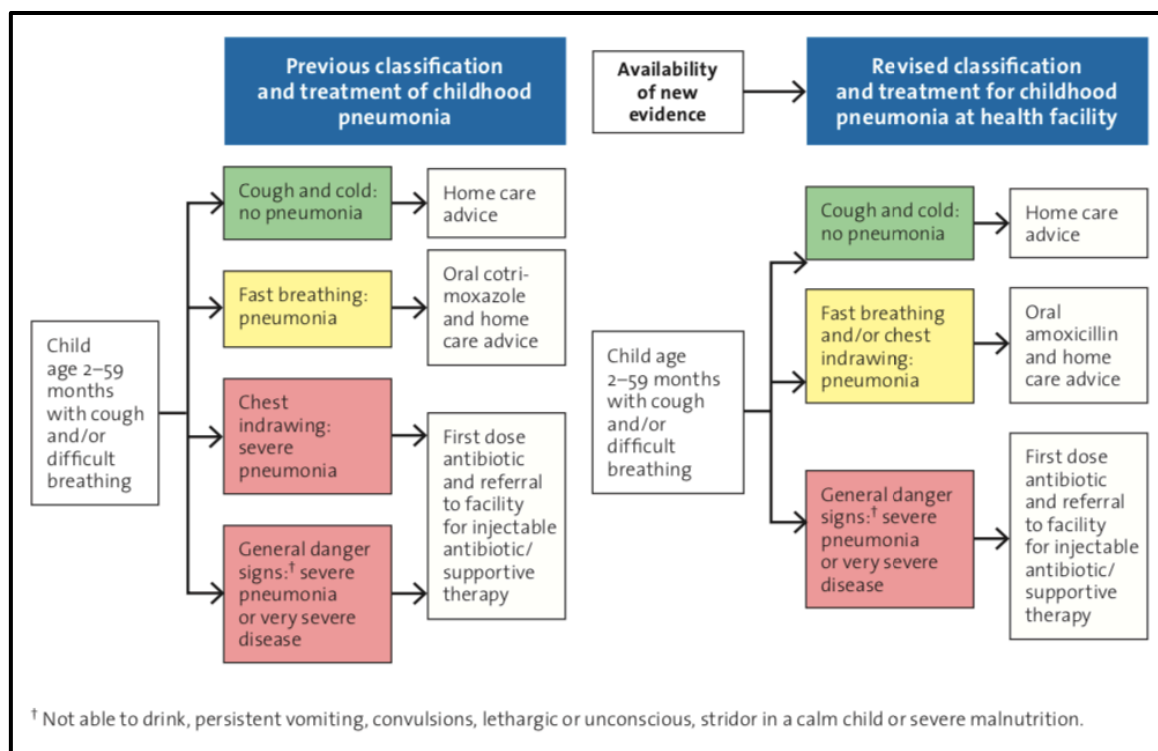 Previous classification
and treatment of childhood
pneumonia
Availability
of new
evidence
Revised classification
and treatment for childhood
pneumonia at health facility
Child
age 2–59
months
with cough
and/or
difficult
breathing
Cough and cold:
no pneumonia
Home care
advice
Fast breathing:
pneumonia
Oral cotri-
moxazole
and home
care advice
Chest
indrawing:
severe
pneumonia
General danger
signs:† severe
pneumonia
or very severe
disease
First dose
antibiotic
and referral
to facility
for injectable
antibiotic/
supportive
therapy
Child age
2–59 months
with cough
and/or
difficult
breathing
Cough and cold:
no pneumonia
Home care
advice
Fast breathing
and/or chest
indrawing:
pneumonia
Oral
amoxicillin
and home
care advice
General danger
signs:† severe
pneumonia
or very severe
disease
First dose
antibiotic
and referral
to facility
for injectable
antibiotic/
supportive
therapy
† Not able to drink, persistent vomiting, convulsions, lethargic or unconscious, stridor in a calm child or severe malnutrition.